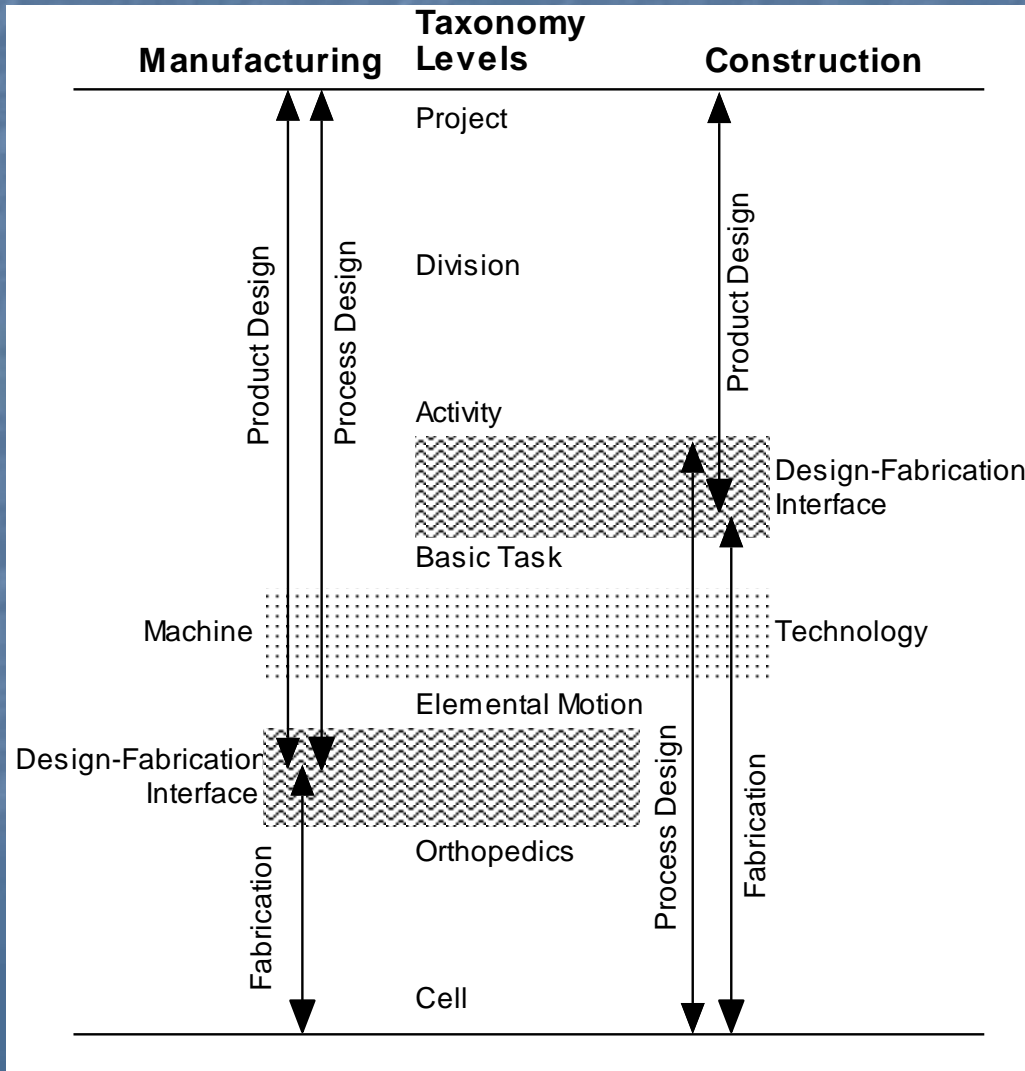 Manufacturing
Taxonomy
Levels
Construction
Project
Division
Activity
Basic Task
Elemental Motion
Orthopedics
Cell
Product Design
Process Design
Machine
Design-Fabrication
Interface
Fabrication
Product Design
Design-Fabrication
Interface
Technology
Process Design
Fabrication